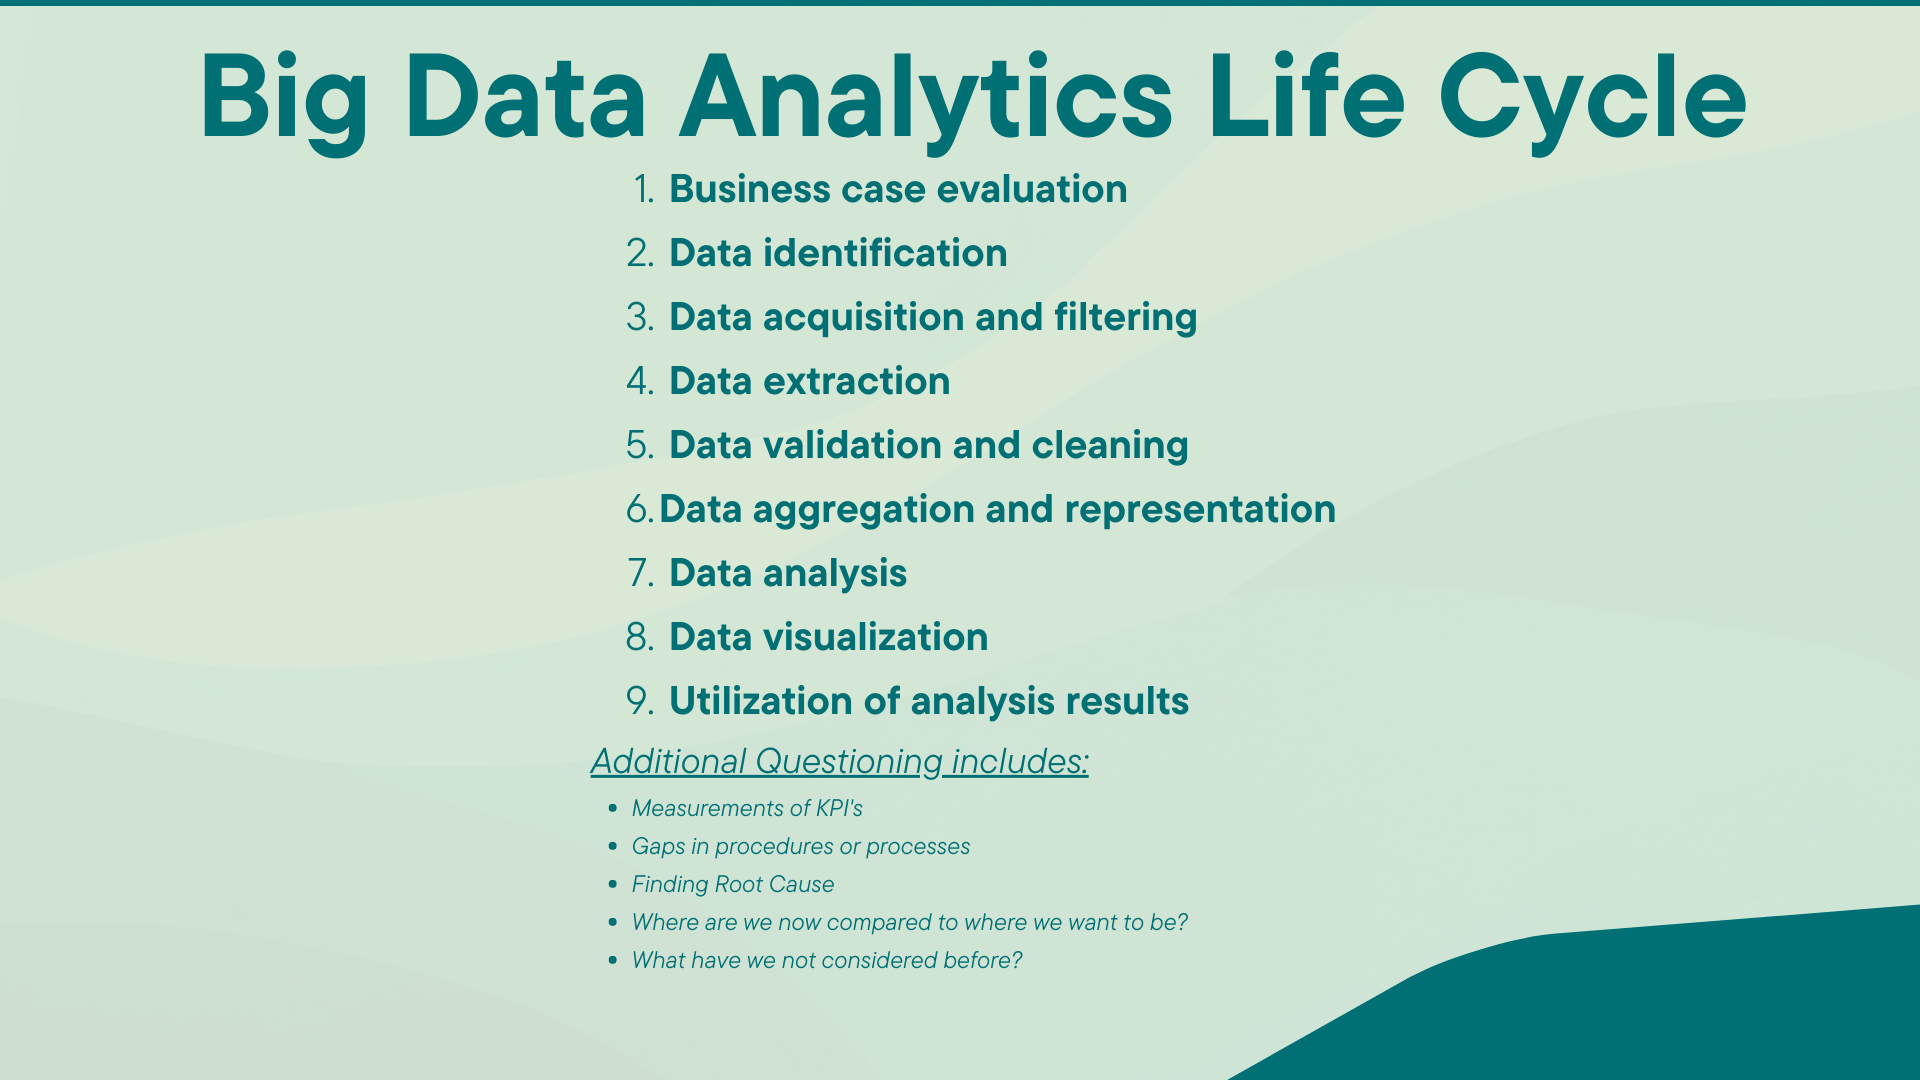 Big Data Analytics Life Cycle
1. Business case evaluation
2. Data identification
3. Data acquisition and filtering
4. Data extraction
5. Data validation and cleaning
6. Data aggregation and representation
7. Data analysis
8. Data visualization
9. Utilization of analysis results
Additional Questioning includes:
• Measurements of KPI's
• Gaps in procedures or processes
• Finding Root Cause
• Where are we now compared to where we want to be?
• What have we not considered before?